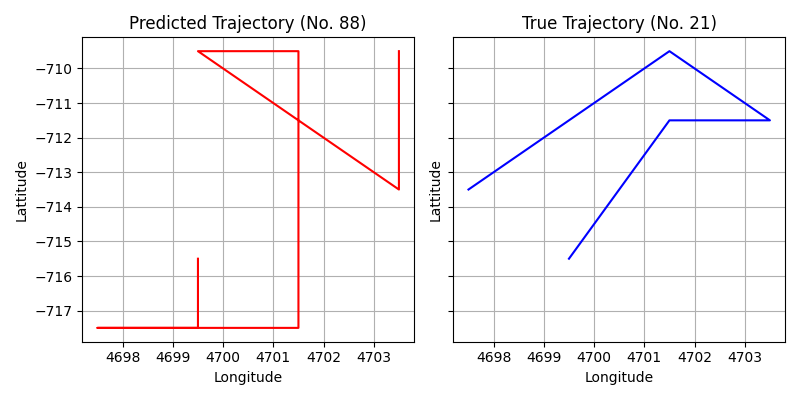 Predicted Trajectory (No. 88)
True Trajectory (No. 21)
Lattitude
−710
−711
−712
−713
−714
−715
−716
−717
4698 4699 4700 4701 4702 4703
Longitude
Lattitude
4698 4699 4700 4701 4702 4703
Longitude